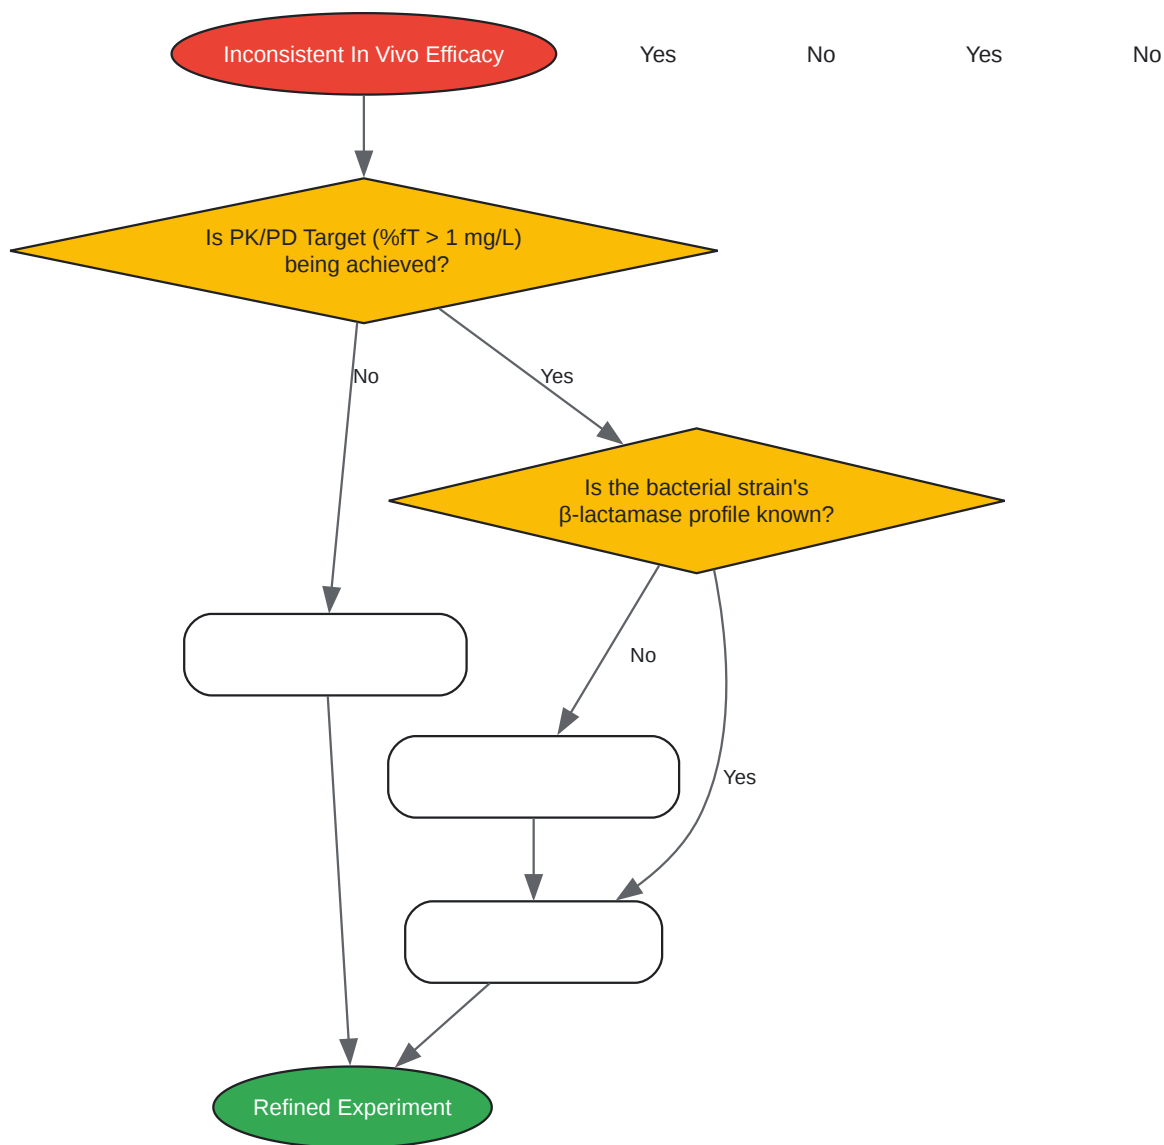 Inconsistent In Vivo Efficacy
Yes
No
Yes
No
Is PK/PD Target (%fT > 1 mg/L)
being achieved?
No
Yes
Is the bacterial strain's
β-lactamase profile known?
No
Yes
Refined Experiment